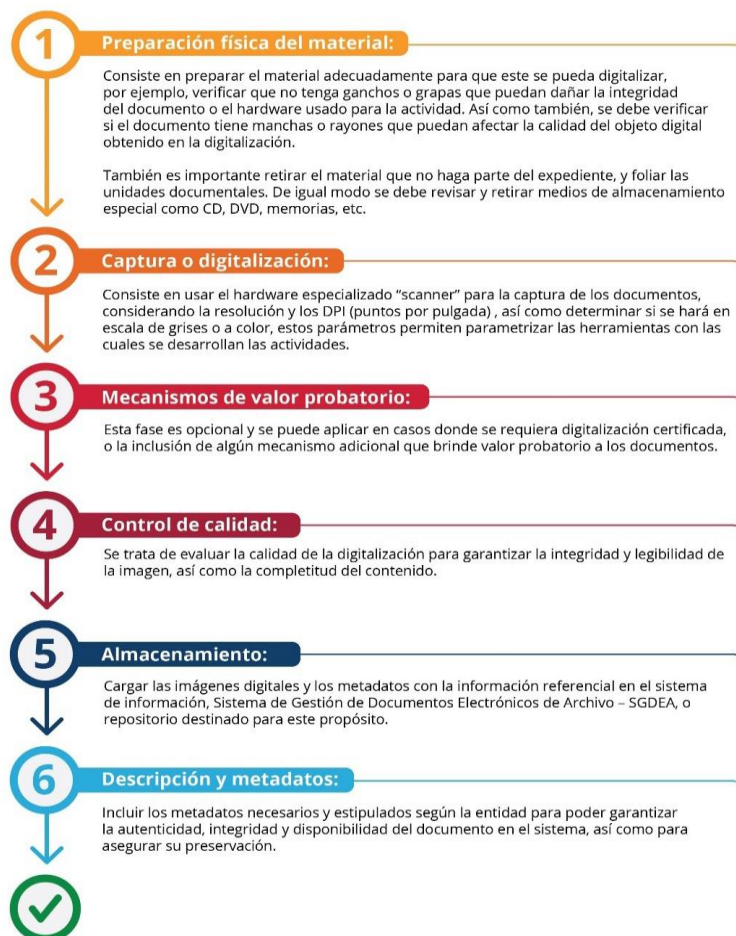 1
Preparación física del material:
Consiste en preparar el material adecuadamente para que este se pueda digitalizar,
por ejemplo, verificar que no tenga ganchos o grapas que puedan dañar la integridad
del documento o el hardware usado para la actividad. Así como también, se debe verificar
si el documento tiene manchas o rayones que puedan afectar la calidad del objeto digital
obtenido en la digitalización.
También es importante retirar el material que no haga parte del expediente, y foliar las
unidades documentales. De igual modo se debe revisar y retirar medios de almacenamiento
especial como CD, DVD, memorias, etc.
2
Captura o digitalización:
Consiste en usar el hardware especializado “scanner” para la captura de los documentos,
considerando la resolución y los DPI (puntos por pulgada) , así como determinar si se hará en
escala de grises o a color, estos parámetros permiten parametrizar las herramientas con las
cuales se desarrollan las actividades.
3
Mecanismos de valor probatorio:
Esta fase es opcional y se puede aplicar en casos donde se requiera digitalización certificada,
o la inclusión de algún mecanismo adicional que brinde valor probatorio a los documentos.
4
Control de calidad:
Se trata de evaluar la calidad de la digitalización para garantizar la integridad y legibilidad de
la imagen, así como la completitud del contenido.
5
Almacenamiento:
Cargar las imágenes digitales y los metadatos con la información referencial en el sistema
de información, Sistema de Gestión de Documentos Electrónicos de Archivo – SGDEA, o
repositorio destinado para este propósito.
6
Descripción y metadatos:
Incluir los metadatos necesarios y estipulados según la entidad para poder garantizar
la autenticidad, integridad y disponibilidad del documento en el sistema, así como para
asegurar su preservación.